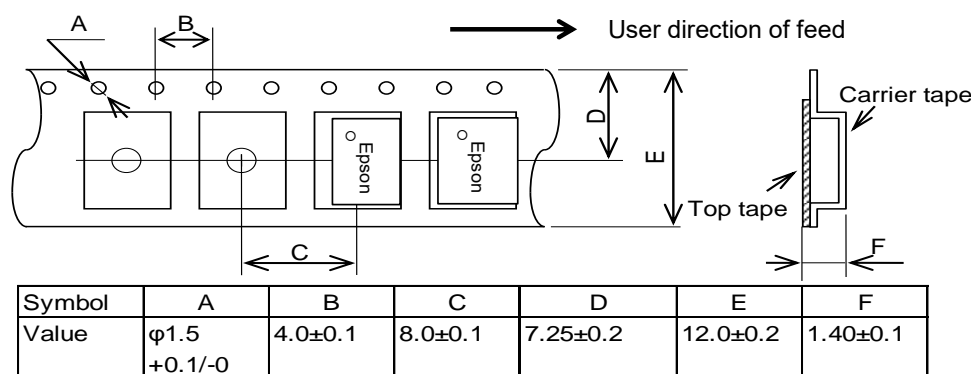 A
B
User direction of feed
D
E
Carrier tape
Epson
Epson
Top tape
C
F
Symbol A B C D E F
Value φ1.5 4.0±0.1 8.0±0.1 7.25±0.2 12.0±0.2 1.40±0.1
+0.1/-0